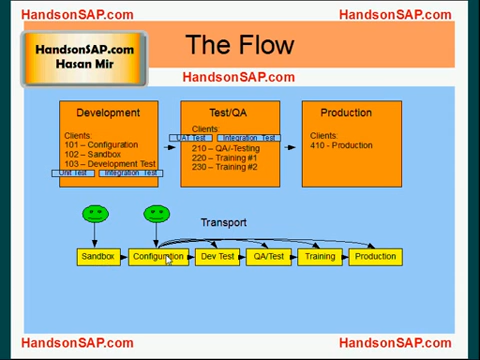 HandsonSAP.com
HandsonSAP.com
HandsonSAP.com
Hasan Mir
The Flow
HandsonSAP.com
Development
Clients:
101 – Configuration
102 – Sandbox
103 – Development Test
Unit Test
Integration Test
Test/QA
Clients
UAT Test
Integration Test
210 – QA/-Testing
220 – Training #1
230 – Training #2
Production
Clients:
410 - Production
Transport
Sandbox
Configuration
Dev Test
QA/Test
Training
Production
HandsonSAP.com
HandsonSAP.com